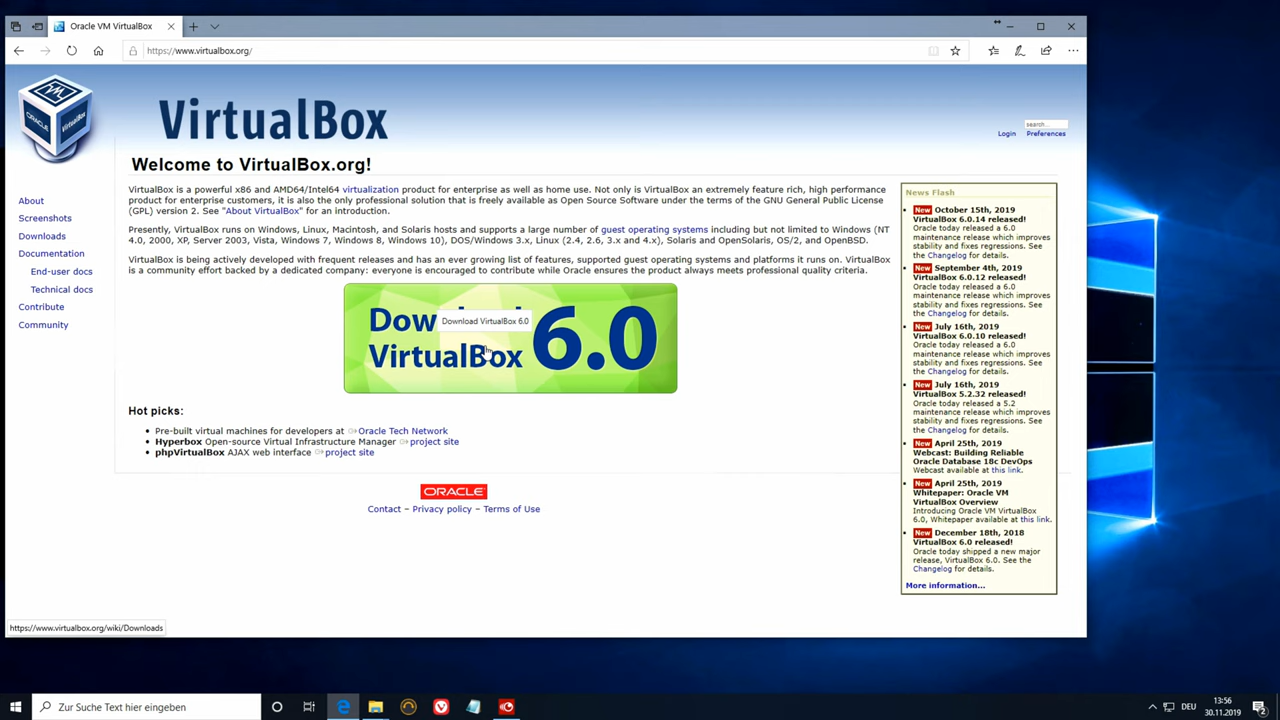 Oracle VM VirtualBox
https://www.virtualbox.org/
ORACLE
VirtualBox
VirtualBox
search...
Login Preferences
Welcome to VirtualBox.org!
About
Screenshots
Downloads
Documentation
End-user docs
Technical docs
Contribute
Community
VirtualBox is a powerful x86 and AMD64/Intel64 virtualization product for enterprise as well as home use. Not only is VirtualBox an extremely feature rich, high performance
product for enterprise customers, it is also the only professional solution that is freely available as Open Source Software under the terms of the GNU General Public License
(GPL) version 2. See "About VirtualBox" for an introduction.
Presently, VirtualBox runs on Windows, Linux, Macintosh, and Solaris hosts and supports a large number of guest operating systems including but not limited to Windows (NT
4.0, 2000, XP, Server 2003, Vista, Windows 7, Windows 8, Windows 10), DOS/Windows 3.x, Linux (2.4, 2.6, 3.x and 4.x), Solaris and OpenSolaris, OS/2, and OpenBSD.
VirtualBox is being actively developed with frequent releases and has an ever growing list of features, supported guest operating systems and platforms it runs on. VirtualBox
is a community effort backed by a dedicated company: everyone is encouraged to contribute while Oracle ensures the product always meets professional quality criteria.
Download VirtualBox 6.0
VirtualBox 6.0
Hot picks:
Pre-built virtual machines for developers at Oracle Tech Network
Hyperbox Open-source Virtual Infrastructure Manager project site
phpVirtualBox AJAX web interface project site
ORACLE
Contact – Privacy policy – Terms of Use
News Flash
New October 15th, 2019
VirtualBox 6.0.14 released!
Oracle today released a 6.0
maintenance release which improves
stability and fixes regressions. See
the Changelog for details.
New September 4th, 2019
VirtualBox 6.0.12 released!
Oracle today released a 6.0
maintenance release which improves
stability and fixes regressions. See
the Changelog for details.
New July 16th, 2019
VirtualBox 6.0.10 released!
Oracle today released a 6.0
maintenance release which improves
stability and fixes regressions. See
the Changelog for details.
New July 16th, 2019
VirtualBox 5.2.32 released!
Oracle today released a 5.2
maintenance release which improves
stability and fixes regressions. See
the Changelog for details.
New April 25th, 2019
Webcast: Building Reliable
Oracle Database 18c DevOps
Webcast available at this link.
New April 25th, 2019
Whitepaper: Oracle VM
VirtualBox Overview
Introducing Oracle VM VirtualBox
6.0, Whitepaper available at this link.
New December 18th, 2018
VirtualBox 6.0 released!
Oracle today shipped a new major
release, VirtualBox 6.0. See the
Changelog for details.
More information...
https://www.virtualbox.org/wiki/Downloads
Zur Suche Text hier eingeben
DEU
13:56
30.11.2019
2